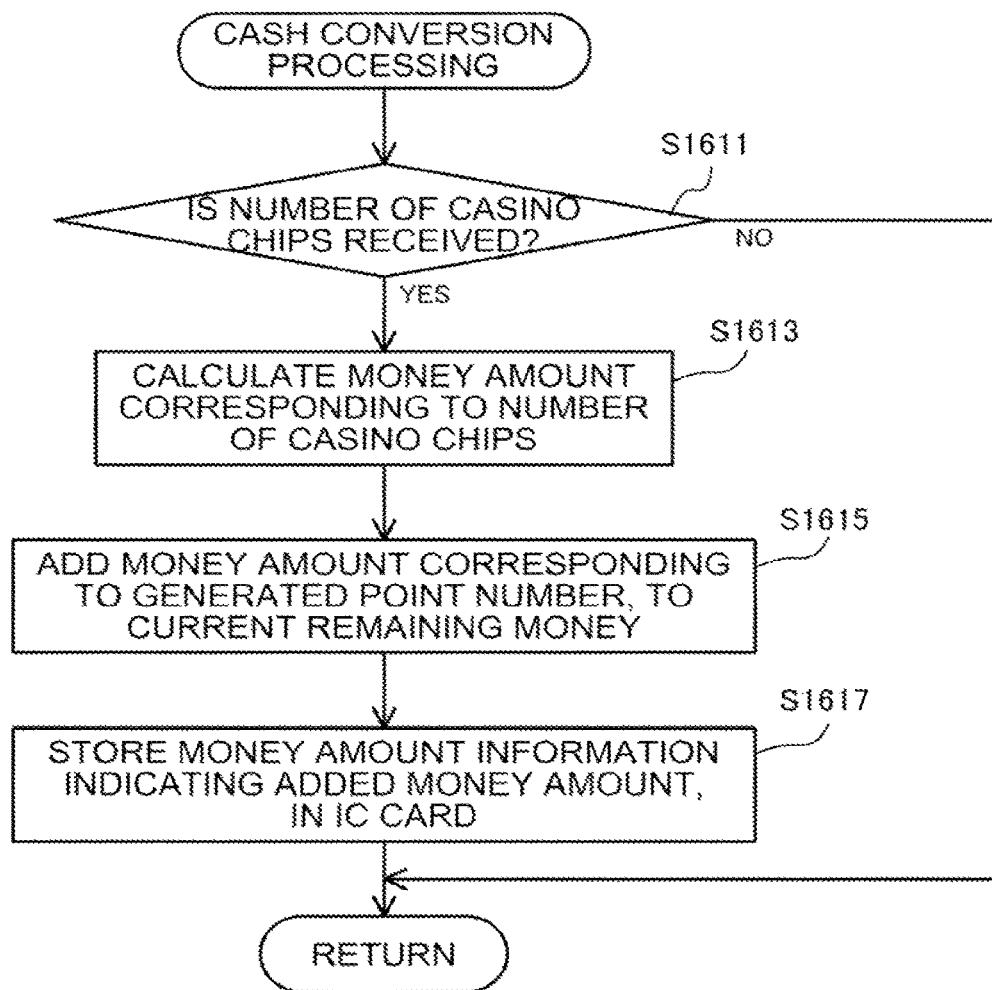 CASH CONVERSION
PROCESSING
S1611
IS NUMBER OF CASINO
CHIPS RECEIVED?
NO
YES
S1613
CALCULATE MONEY AMOUNT
CORRESPONDING TO NUMBER
OF CASINO CHIPS
S1615
ADD MONEY AMOUNT CORRESPONDING
TO GENERATED POINT NUMBER, TO
CURRENT REMAINING MONEY
S1617
STORE MONEY AMOUNT INFORMATION
INDICATING ADDED MONEY AMOUNT,
IN IC CARD
RETURN